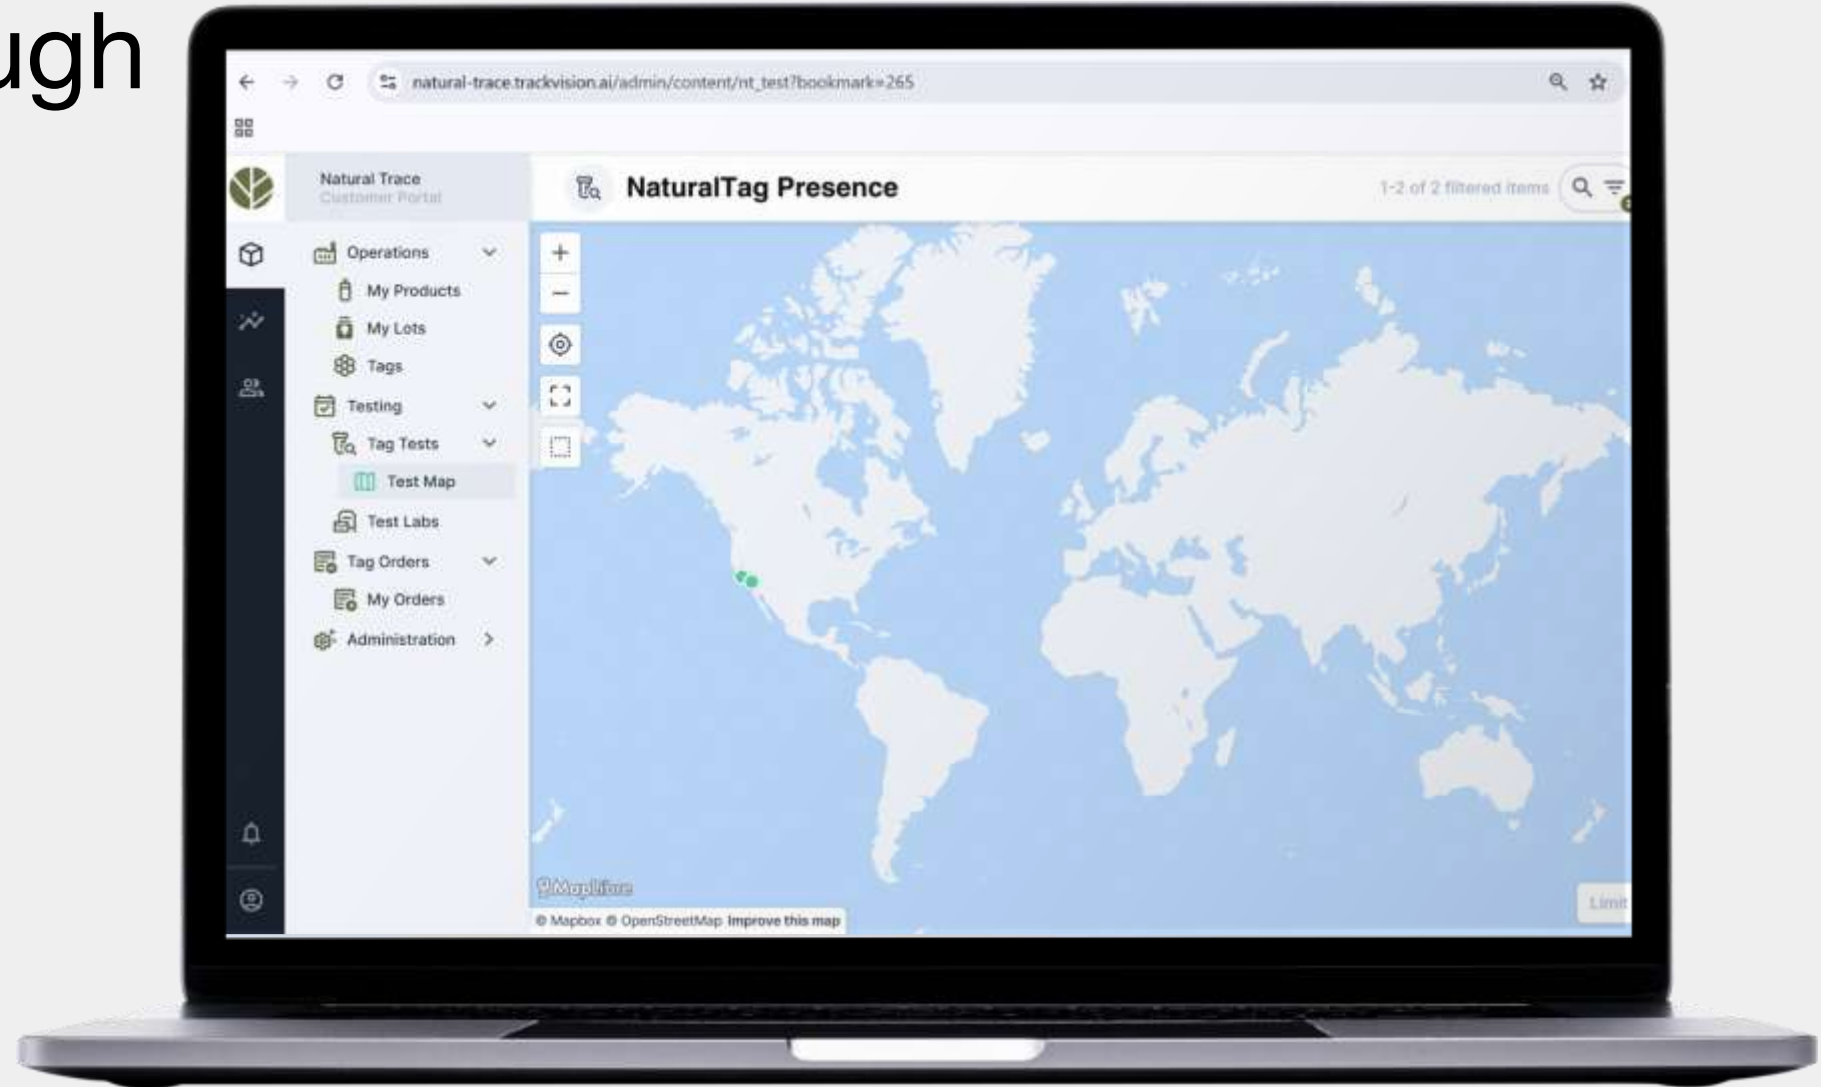 ugh
natural-trace.trackvision.ai/admin/content/nt_test?bookmark=265
Natural Trace
Customer Portal
NaturalTag Presence
1-2 of 2 filtered items
Operations
My Products
My Lots
Tags
Testing
Tag Tests
Test Map
Test Labs
Tag Orders
My Orders
Administration
MapLibre
© Mapbox © OpenStreetMap Improve this map
Limit